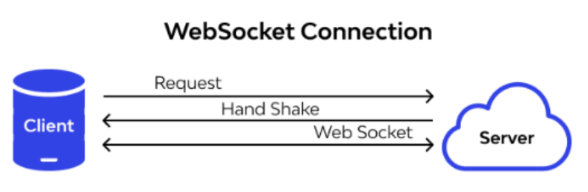 WebSocket Connection
Request
Hand Shake
Client
Web Socket
Server